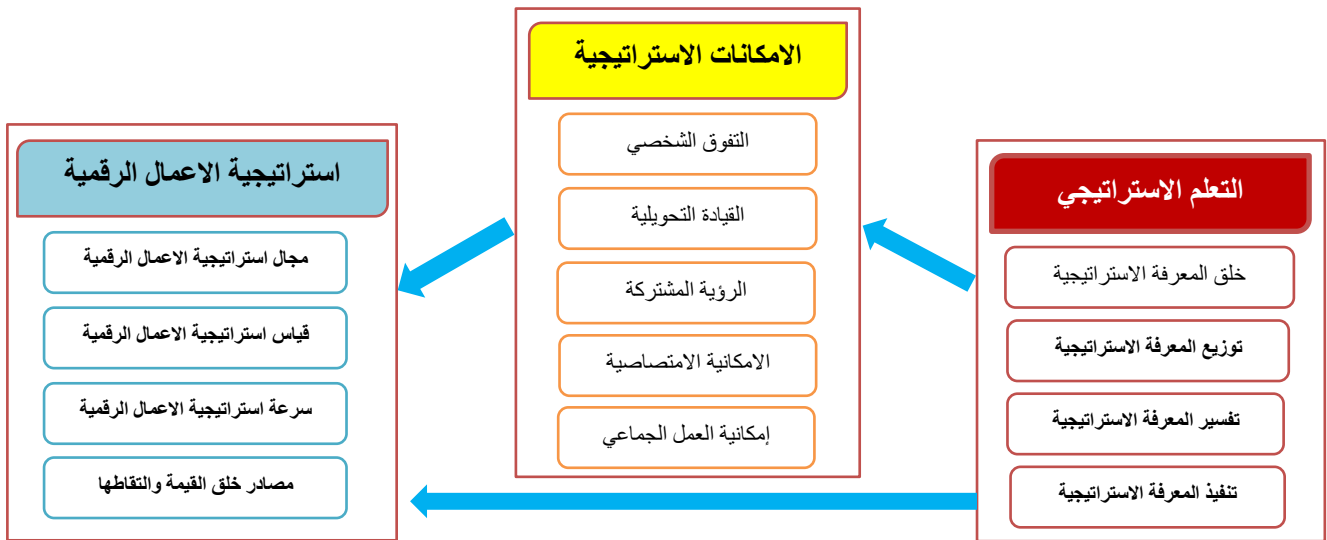 التعلم الاستراتيجي
خلق المعرفة الاستراتيجية
توزيع المعرفة الاستراتيجية
تفسير المعرفة الاستراتيجية
تنفيذ المعرفة الاستراتيجية
الامكانات الاستراتيجية
التفوق الشخصي
القيادة التحويلية
الرؤية المشتركة
الامكانية الامتصاصية
إمكانية العمل الجماعي
استراتيجية الاعمال الرقمية
مجال استراتيجية الاعمال الرقمية
قياس استراتيجية الاعمال الرقمية
سرعة استراتيجية الاعمال الرقمية
مصادر خلق القيمة والتقاطها